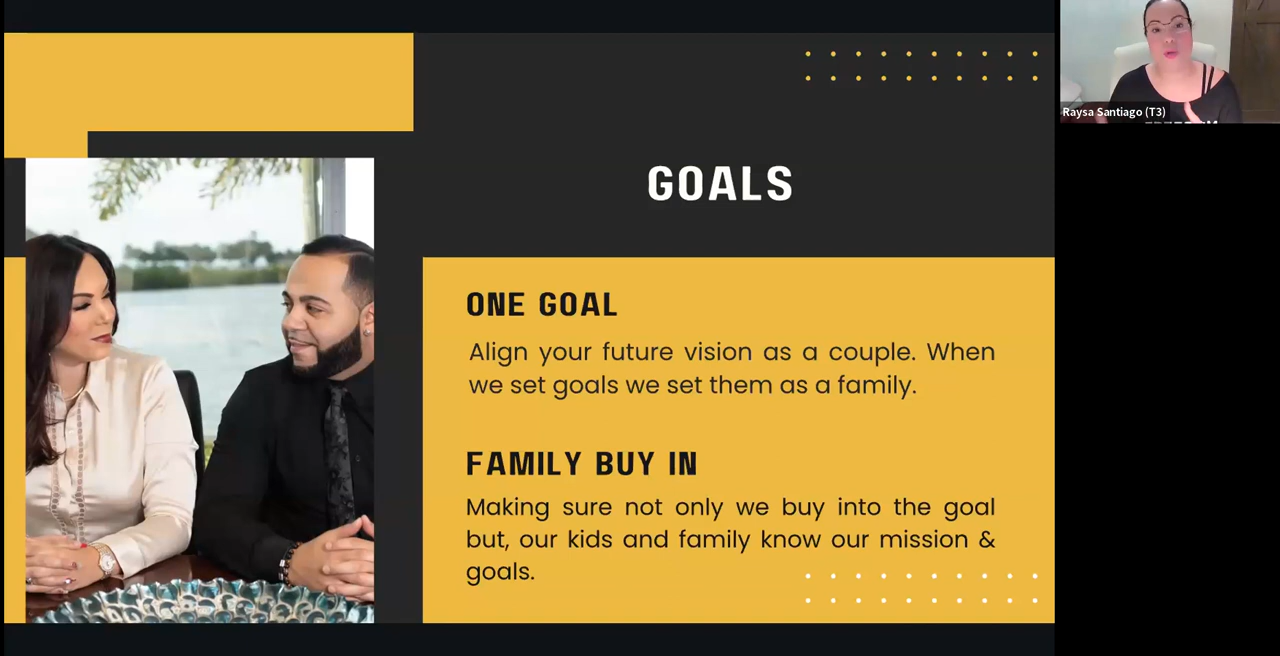 GOALS
ONE GOAL
Align your future vision as a couple. When
we set goals we set them as a family.
FAMILY BUY IN
Making sure not only we buy into the goal
but, our kids and family know our mission &
goals.
Raysa Santiago (T3)